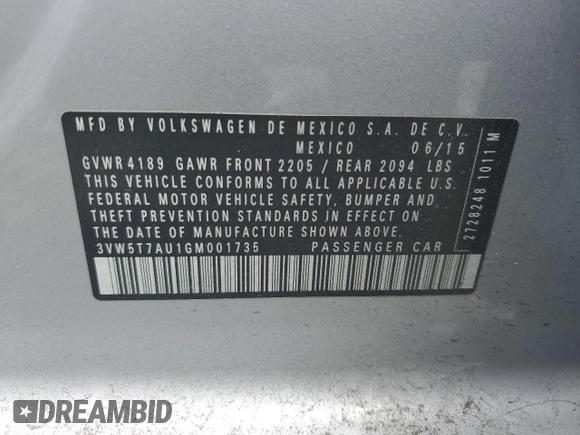 MFD BY VOLKSWAGEN DE MEXICO S.A. DE C.V.
MEXICO 06/15
GVWR 4189 GAWR FRONT 2205 / REAR 2094 LBS
THIS VEHICLE CONFORMS TO ALL APPLICABLE U.S.
FEDERAL MOTOR VEHICLE SAFETY, BUMPER AND
THEFT PREVENTION STANDARDS IN EFFECT ON
THE DATE OF MANUFACTURE SHOWN ABOVE.
3VW5T7AU1GM001735 PASSENGER CAR
2728248 1011 M
DREAMBID